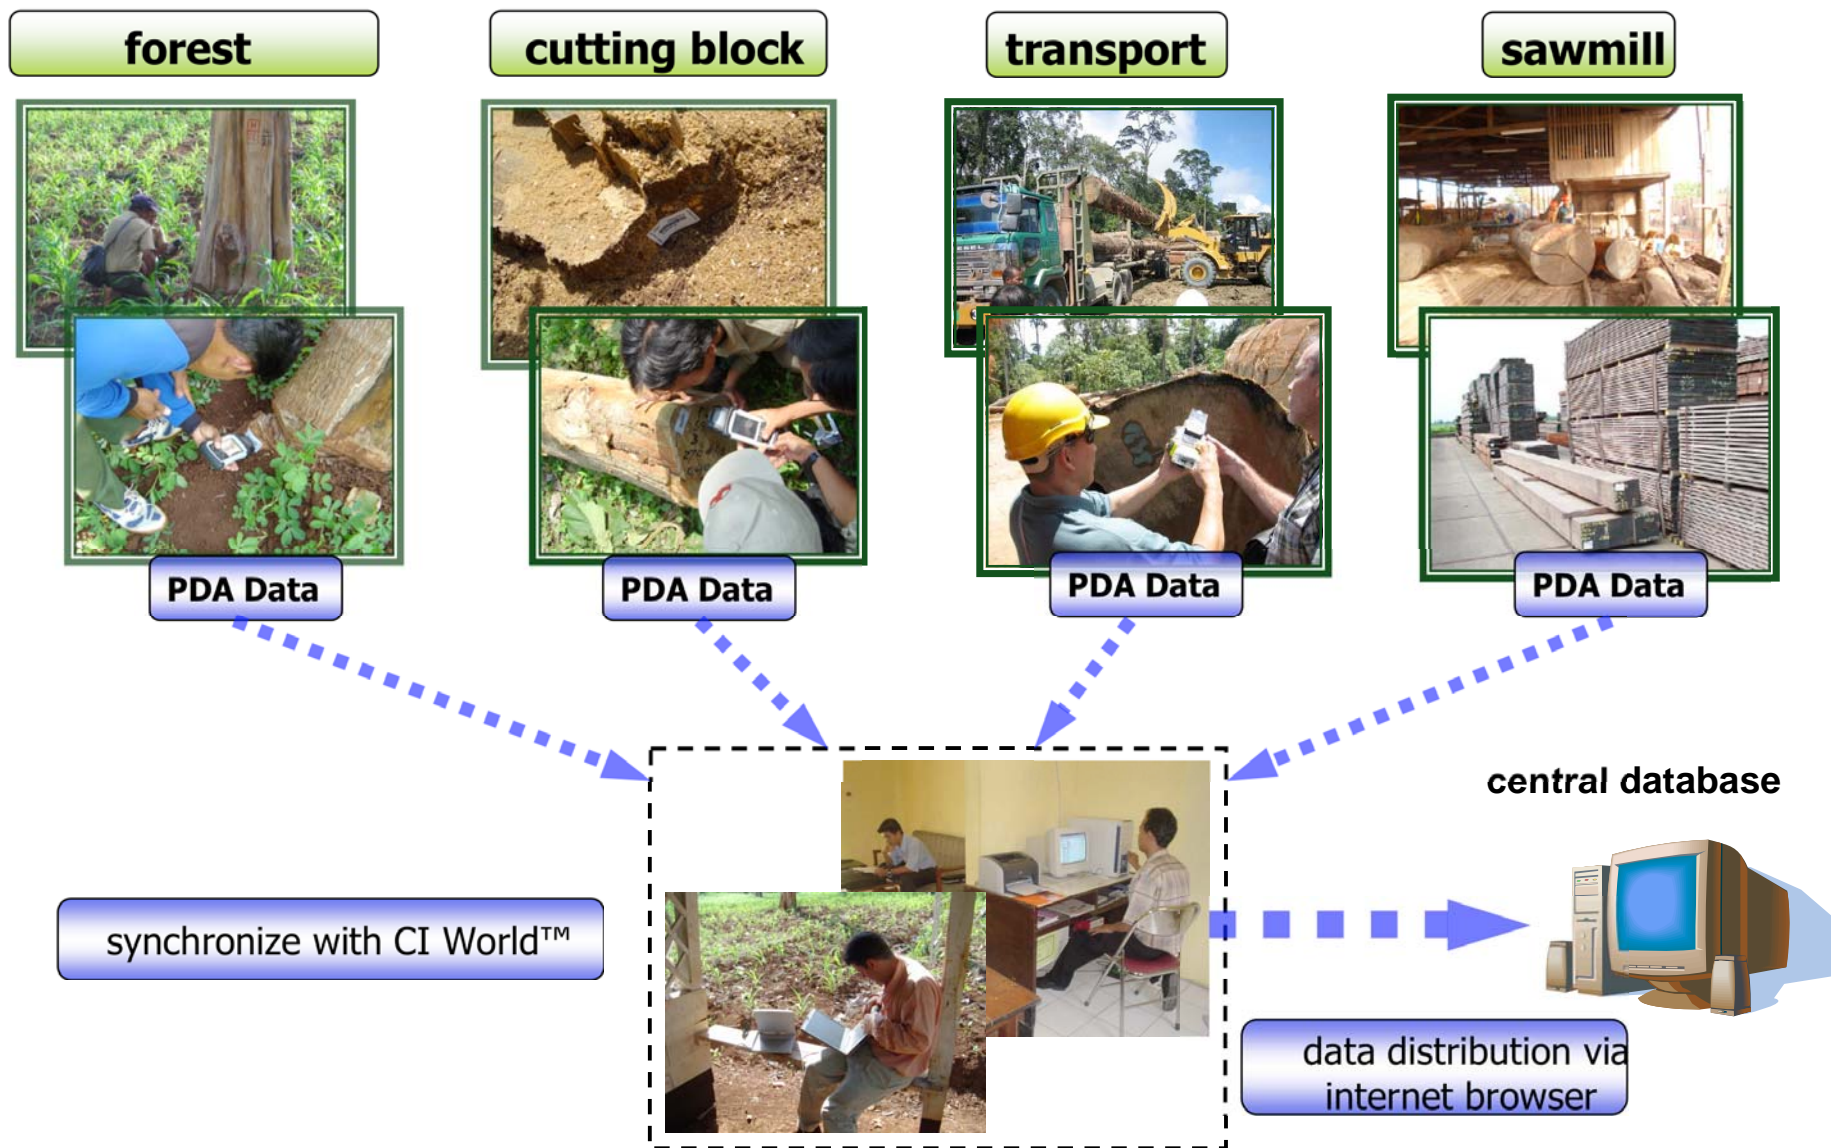 forest
cutting block
transport
sawmill
PDA Data
PDA Data
PDA Data
PDA Data
central database
synchronize with CI World™
data distribution via
internet browser